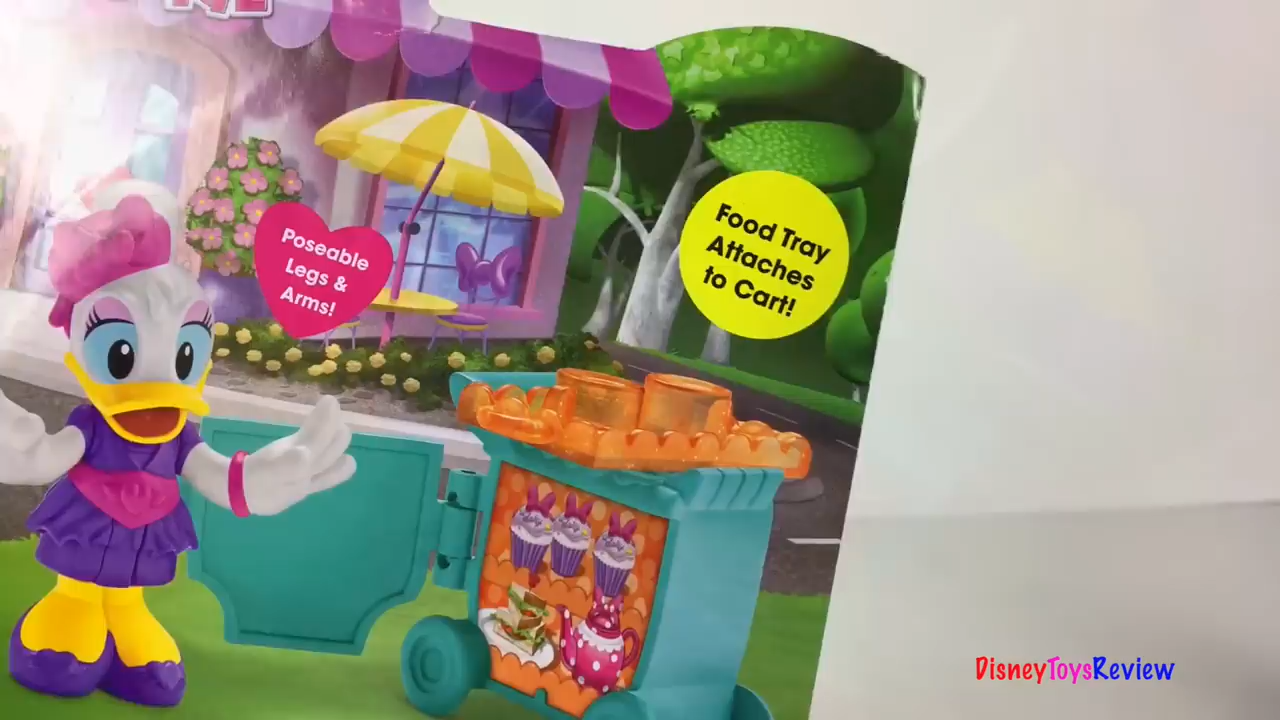 Poseable
Legs &
Arms!
Food Tray
Attaches
to Cart!
DisneyToysReview